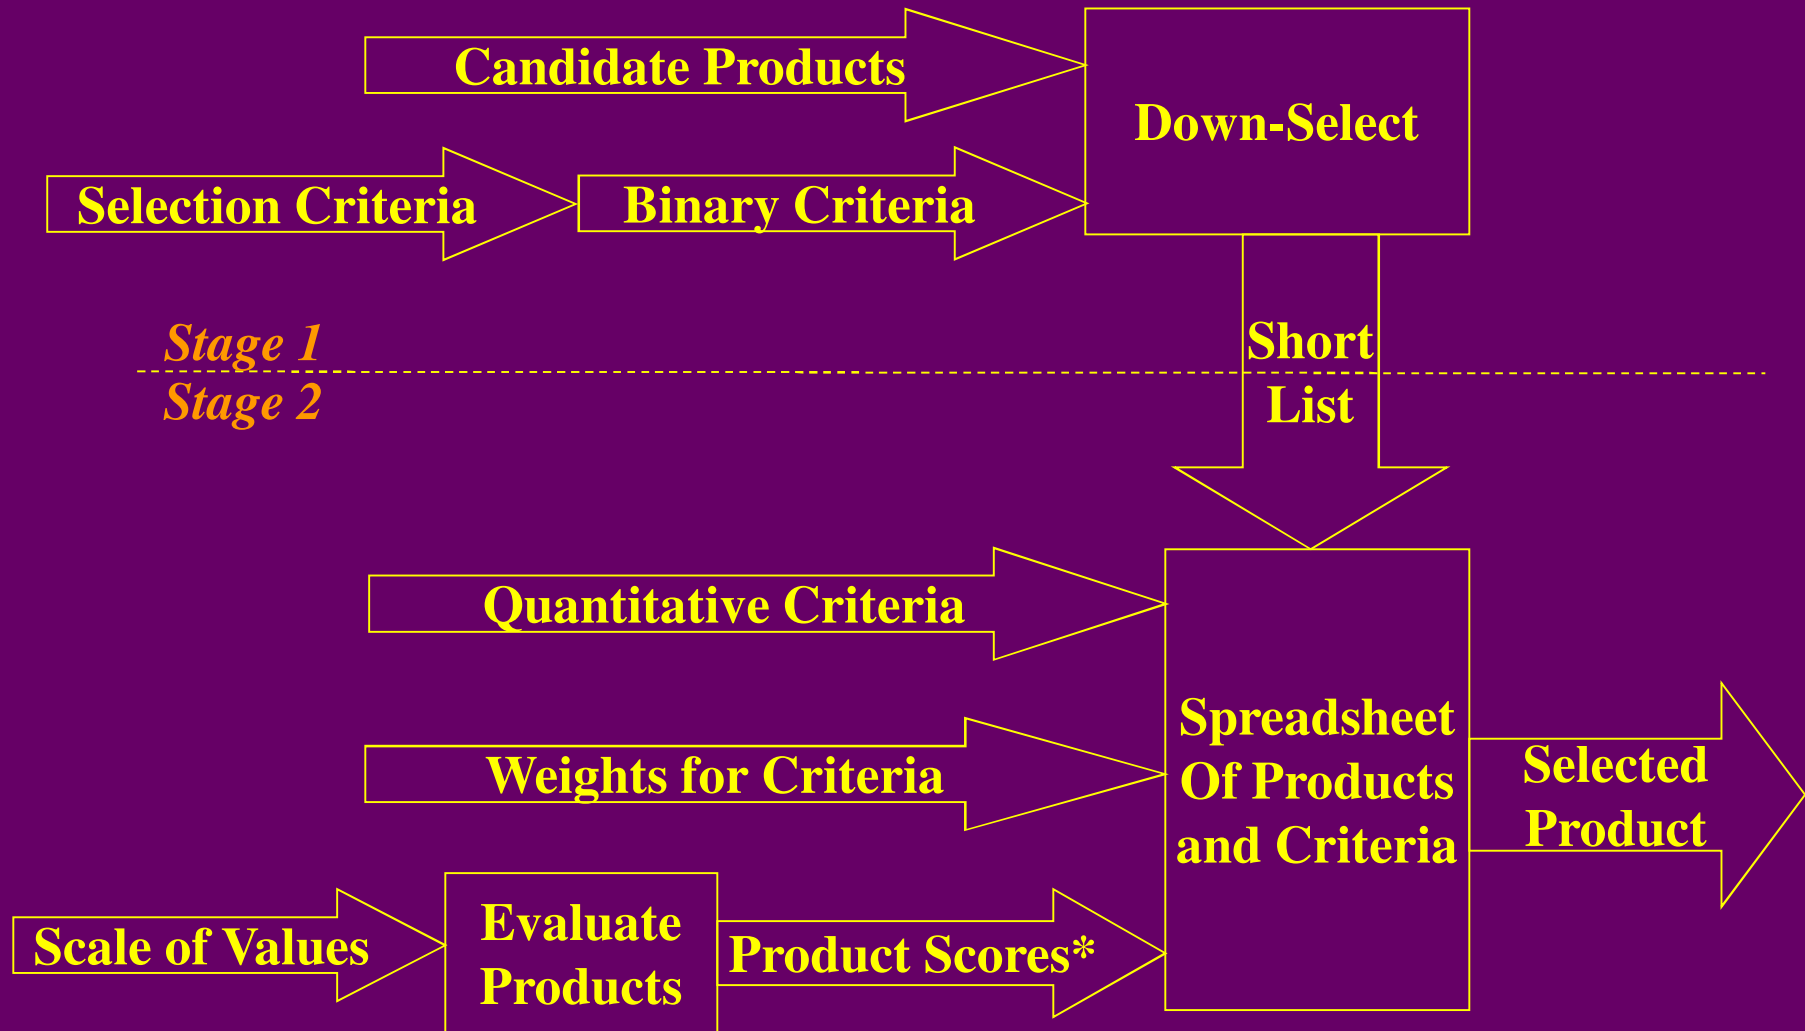 Candidate Products
Down-Select
Selection Criteria
Binary Criteria
Stage 1
Stage 2
Short
List
Quantitative Criteria
Weights for Criteria
Spreadsheet
Of Products
and Criteria
Selected
Product
Scale of Values
Evaluate
Products
Product Scores*